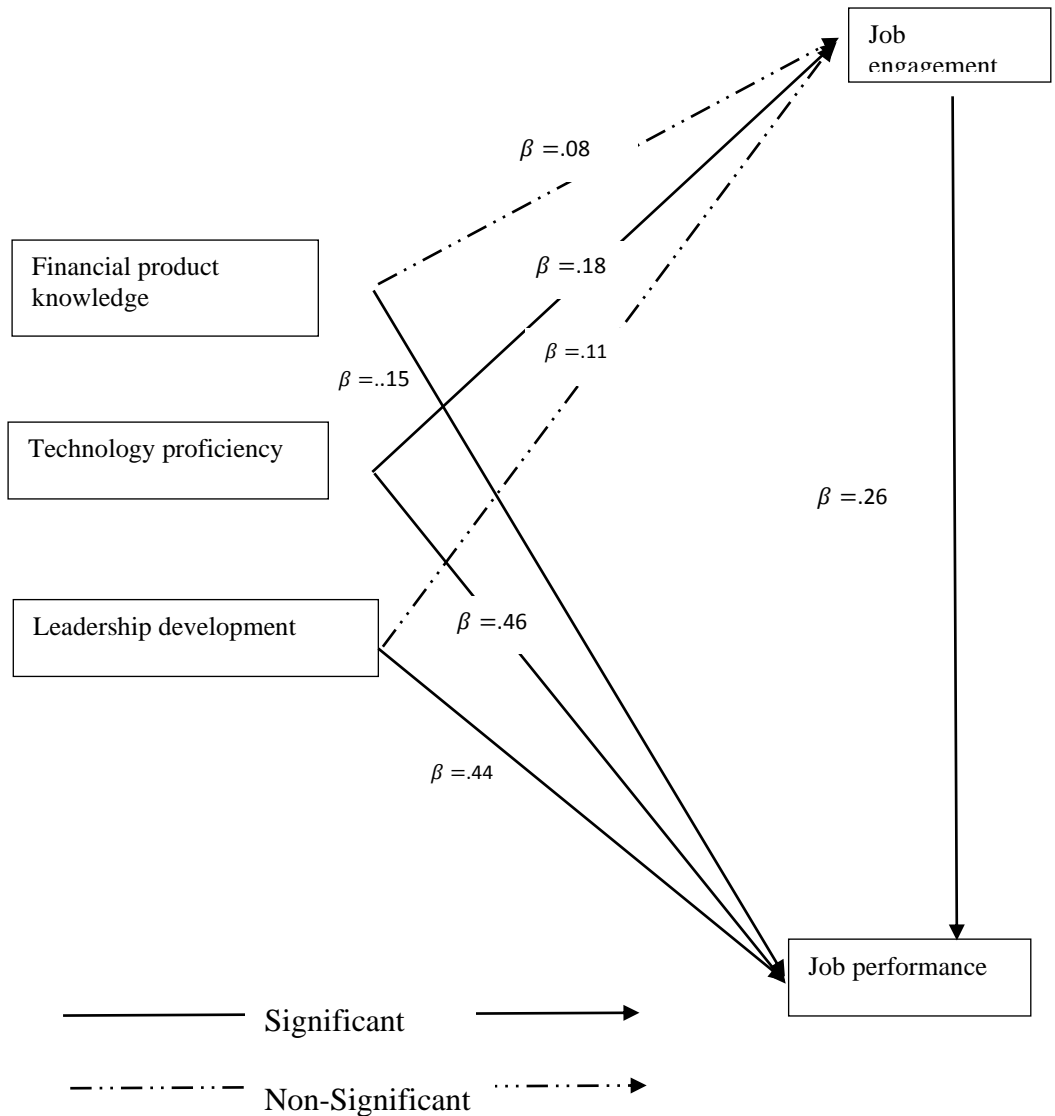 Job
engagement
β =.08
Financial product
knowledge
β =.18
β =.11
β =..15
Technology proficiency
β =.26
Leadership development
β =.46
β =.44
Job performance
Significant
Non-Significant